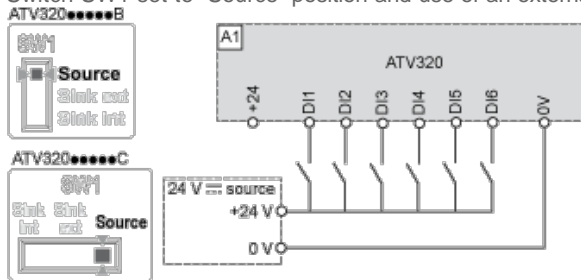 Switch SW1 set to "Source" position and use of an externa
ATV320●●●●●B
SW1
Source
Sink ext
Sink int
ATV320●●●●●C
SW1
Sink Int
Sink ext
Source
A1
ATV320
+24
DI1
DI2
DI3
DI4
DI5
DI6
0V
24 V ⎓ source
+24 V
0 V